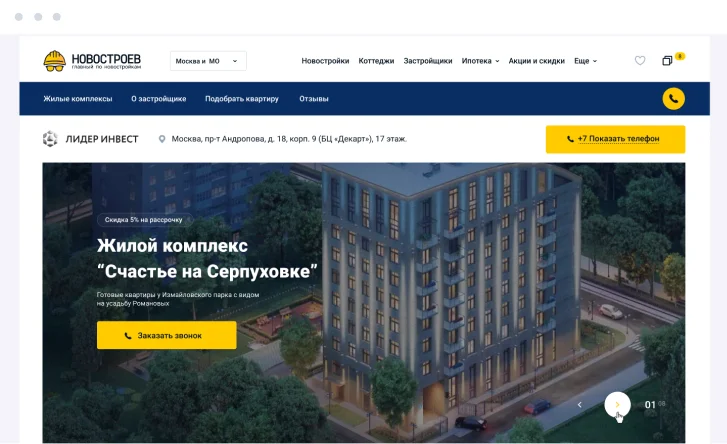 НОВОСТРОЕВ
главный по новостройкам
Москва и МО
Новостройки Коттеджи Застройщики Ипотека Акции и скидки Еще
8
Жилые комплексы О застройщике Подобрать квартиру Отзывы
ЛИДЕР ИНВЕСТ
Москва, пр-т Андропова, д. 18, корп. 9 (БЦ «Декарт»), 17 этаж.
+7 Показать телефон
Скидка 5% на рассрочку
Жилой комплекс
“Счастье на Серпуховке”
Готовые квартиры у Измайловского парка с видом
на усадьбу Романовых
Заказать звонок
01 08